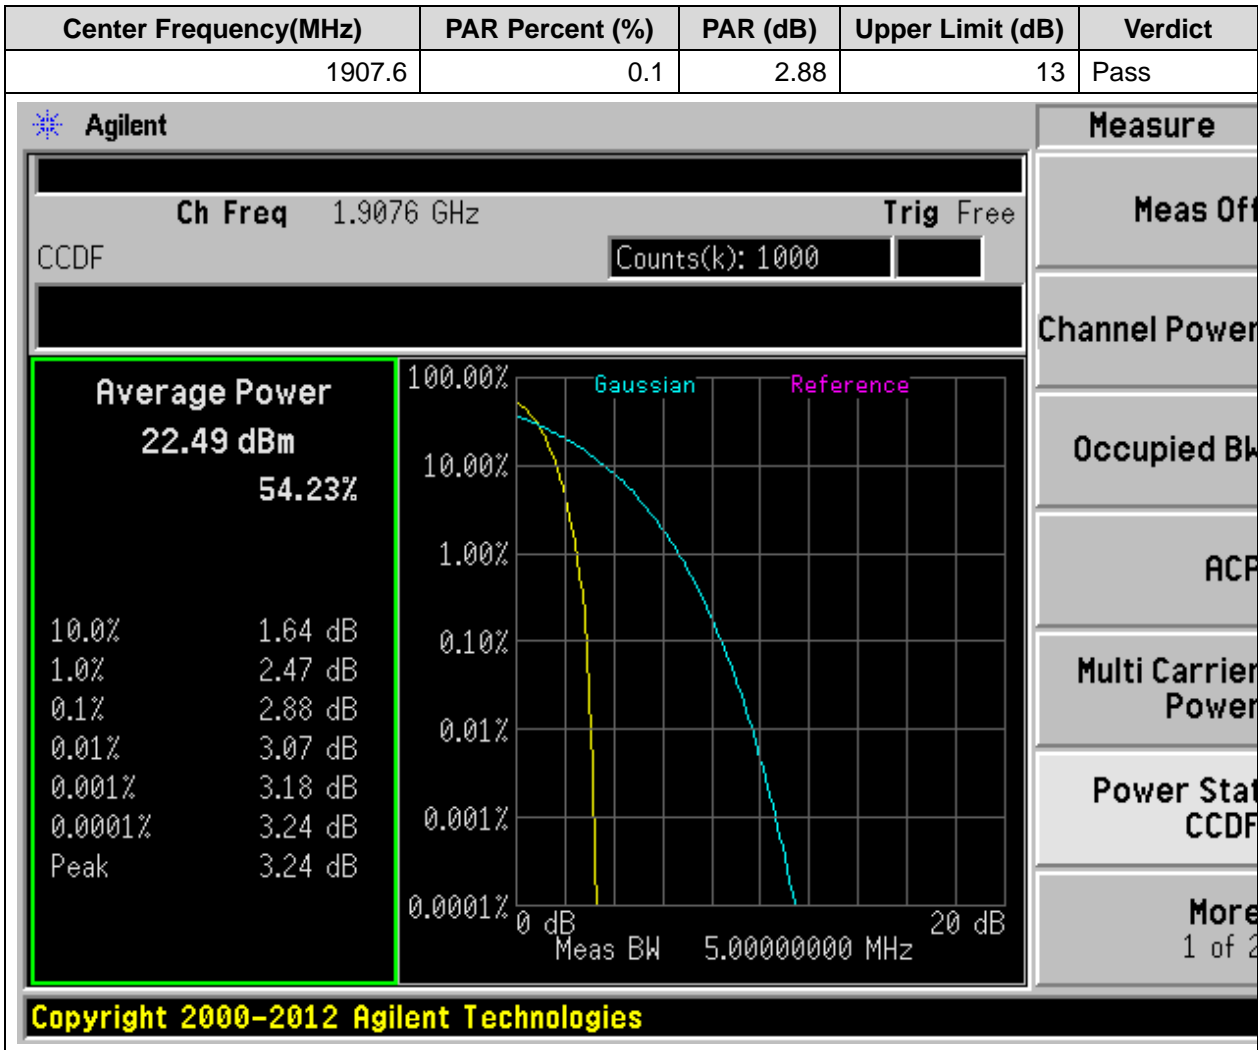 Center Frequency(MHz) PAR Percent (%) PAR (dB) Upper Limit (dB) Verdict
1907.6 0.1 2.88 13 Pass
Agilent
Measure
Ch Freq 1.9076 GHz Trig Free
CCDF
Counts(k): 1000
Average Power
22.49 dBm
54.23%
10.0% 1.64 dB
1.0% 2.47 dB
0.1% 2.88 dB
0.01% 3.07 dB
0.001% 3.18 dB
0.0001% 3.24 dB
Peak 3.24 dB
Gaussian Reference
100.00%
10.00%
1.00%
0.10%
0.01%
0.001%
0.0001%
0 dB 20 dB
Meas BW 5.00000000 MHz
Meas Off
Channel Power
Occupied BW
ACP
Multi Carrier
Power
Power Stat
CCDF
More
1 of 2
Copyright 2000-2012 Agilent Technologies